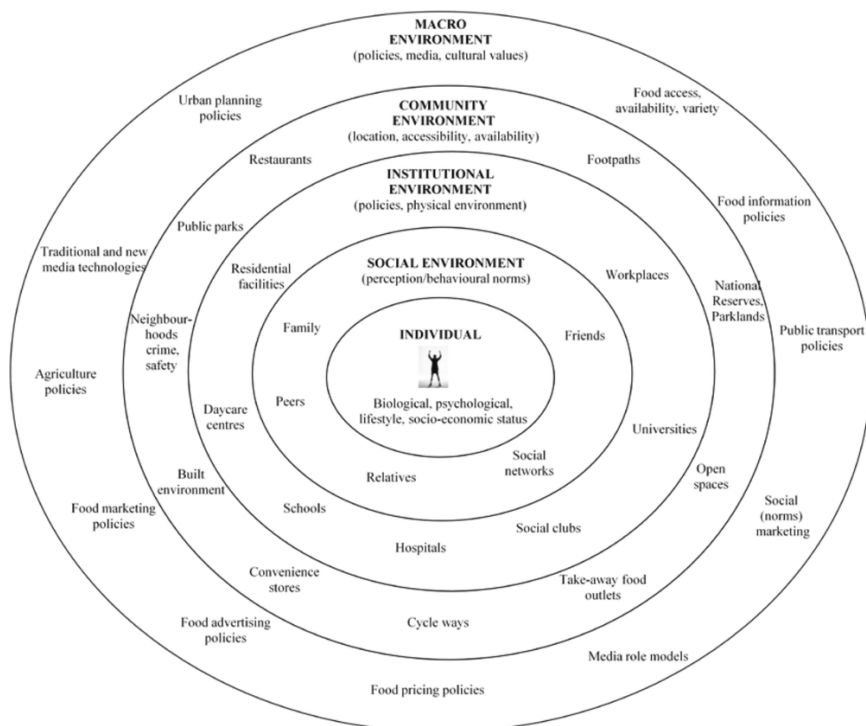 MACRO
ENVIRONMENT
(policies, media, cultural values)
Urban planning
policies
Food access,
availability, variety
COMMUNITY
ENVIRONMENT
(location, accessibility, availability)
Restaurants
Footpaths
INSTITUTIONAL
ENVIRONMENT
(policies, physical environment)
Food information
policies
Public parks
Traditional and new
media technologies
Residential
facilities
SOCIAL ENVIRONMENT
(perception/behavioural norms)
Workplaces
National
Reserves,
Parklands
Neighbour-
hoods
crime,
safety
Family
INDIVIDUAL
Friends
Public transport
policies
Agriculture
policies
Peers
Biological, psychological,
lifestyle, socio-economic status
Daycare
centres
Universities
Built
environment
Relatives
Social
networks
Open
spaces
Food marketing
policies
Schools
Social clubs
Social
(norms)
marketing
Hospitals
Convenience
stores
Take-away food
outlets
Food advertising
policies
Cycle ways
Media role models
Food pricing policies